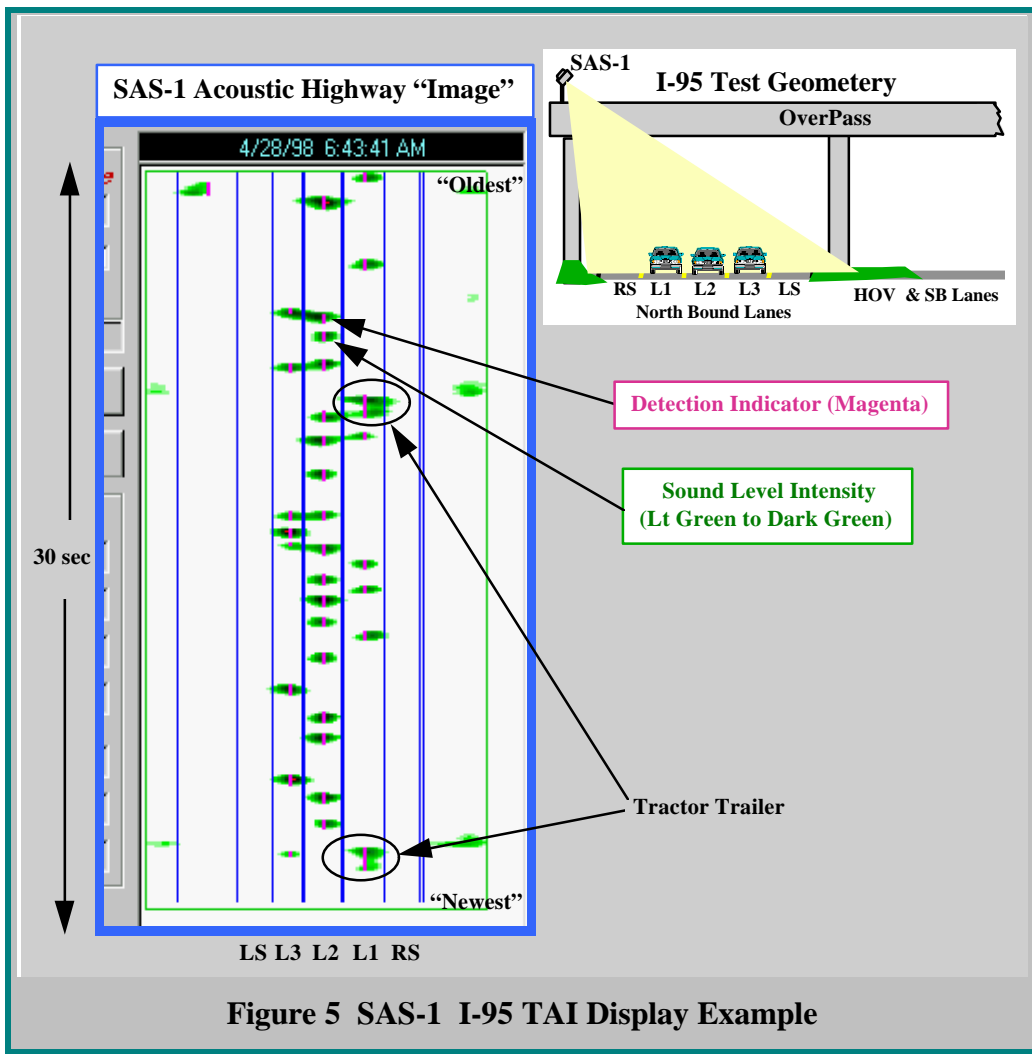 SAS-1 Acoustic Highway “Image”
4/28/98 6:43:41 AM
“Oldest”
30 sec
“Newest”
LS L3 L2 L1 RS
SAS-1
I-95 Test Geometery
OverPass
RS L1 L2 L3 LS
North Bound Lanes
HOV & SB Lanes
Detection Indicator (Magenta)
Sound Level Intensity
(Lt Green to Dark Green)
Tractor Trailer
Figure 5 SAS-1 I-95 TAI Display Example